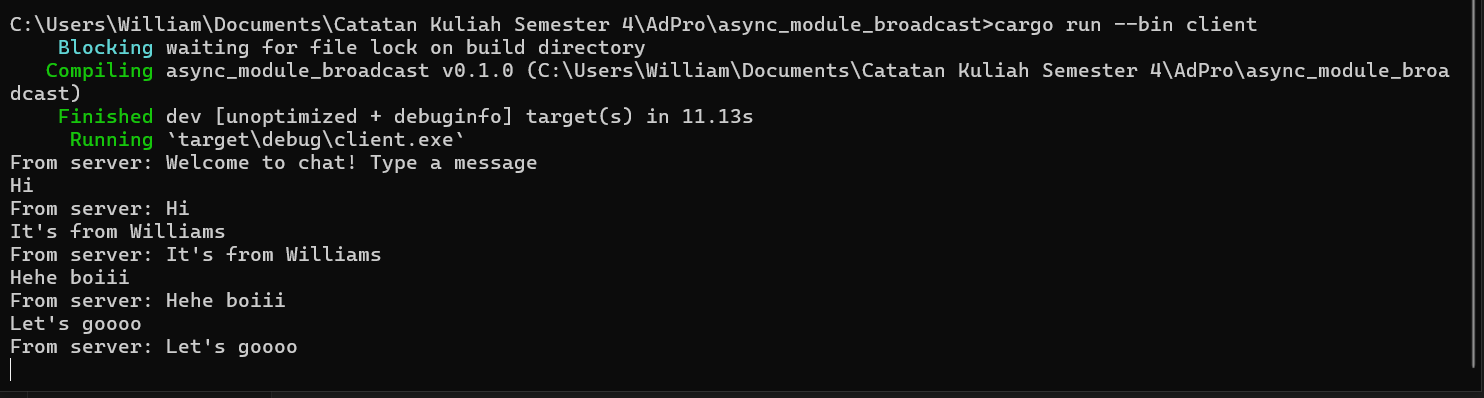 C:\Users\William\Documents\Catatan Kuliah Semester 4\AdPro\async_module_broadcast>cargo run --bin client
Blocking waiting for file lock on build directory
Compiling async_module_broadcast v0.1.0 (C:\Users\William\Documents\Catatan Kuliah Semester 4\AdPro\async_module_broa
dcast)
Finished dev [unoptimized + debuginfo] target(s) in 11.13s
Running `target\debug\client.exe`
From server: Welcome to chat! Type a message
Hi
From server: Hi
It's from Williams
From server: It's from Williams
Hehe boiii
From server: Hehe boiii
Let's goooo
From server: Let's goooo